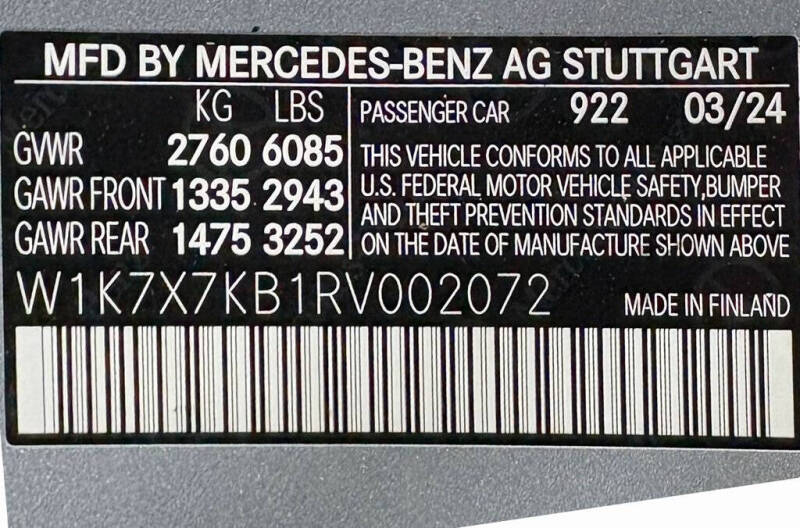 MFD BY MERCEDES-BENZ AG STUTTGART
KG LBS
GVWR 2760 6085
GAWR FRONT 1335 2943
GAWR REAR 1475 3252
PASSENGER CAR 922 03/24
THIS VEHICLE CONFORMS TO ALL APPLICABLE
U.S. FEDERAL MOTOR VEHICLE SAFETY,BUMPER
AND THEFT PREVENTION STANDARDS IN EFFECT
ON THE DATE OF MANUFACTURE SHOWN ABOVE
W1K7X7KB1RV002072
MADE IN FINLAND